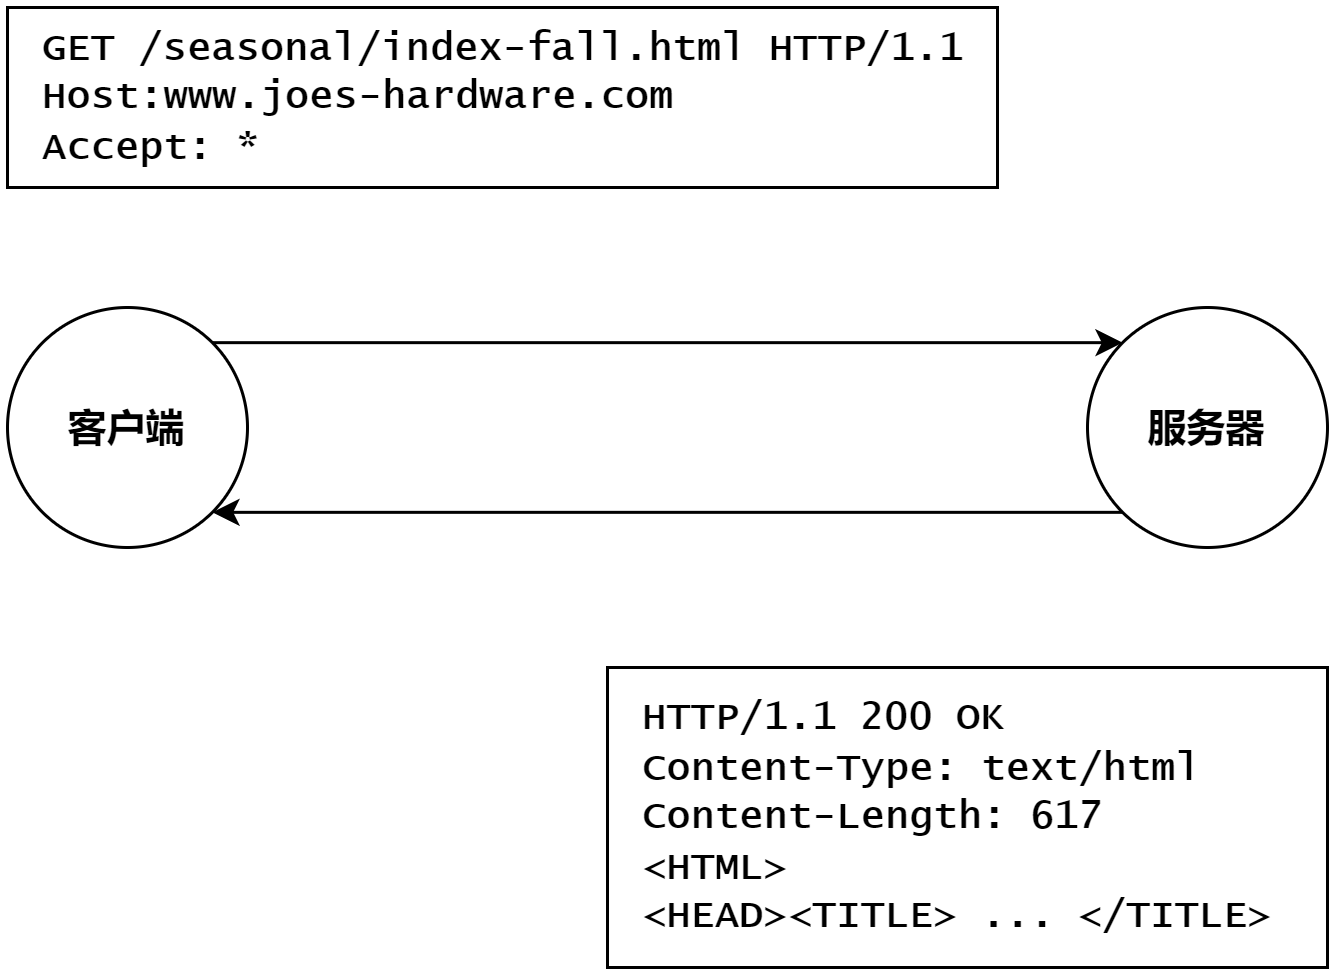 GET /seasonal/index-fall.html HTTP/1.1
Host:www.joes-hardware.com
Accept: *
客户端
服务器
HTTP/1.1 200 OK
Content-Type: text/html
Content-Length: 617
<HTML>
<HEAD><TITLE> ... </TITLE>